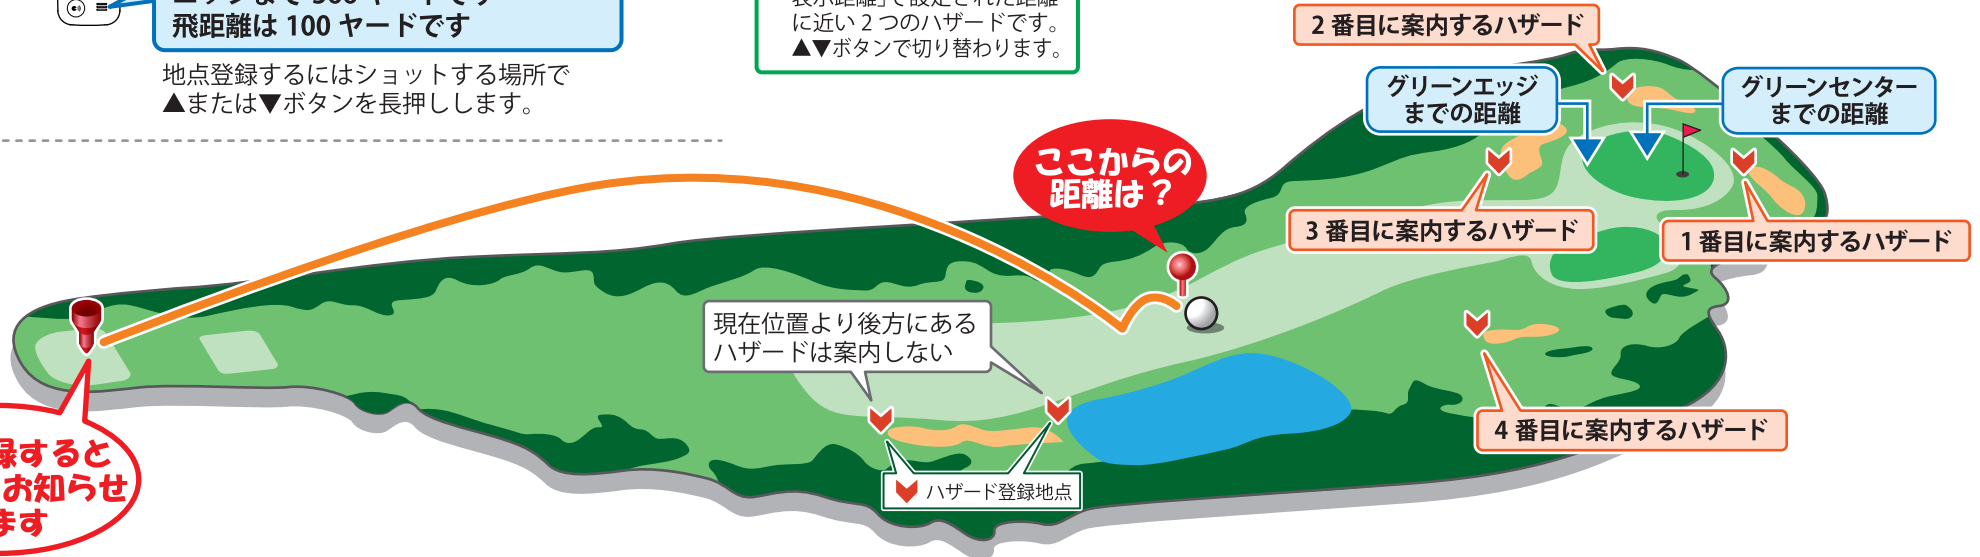 飛距離は 100 ヤードです
地点登録するにはショットする場所で
▲または▼ボタンを長押しします。
に近い 2 つのハザードです。
▲▼ボタンで切り替わります。
2 番目に案内するハザード
グリーンエッジ
までの距離
グリーンセンター
までの距離
ここからの
距離は？
3 番目に案内するハザード
1 番目に案内するハザード
現在位置より後方にある
ハザードは案内しない
4 番目に案内するハザード
ハザード登録地点
録すると
お知らせ
ます